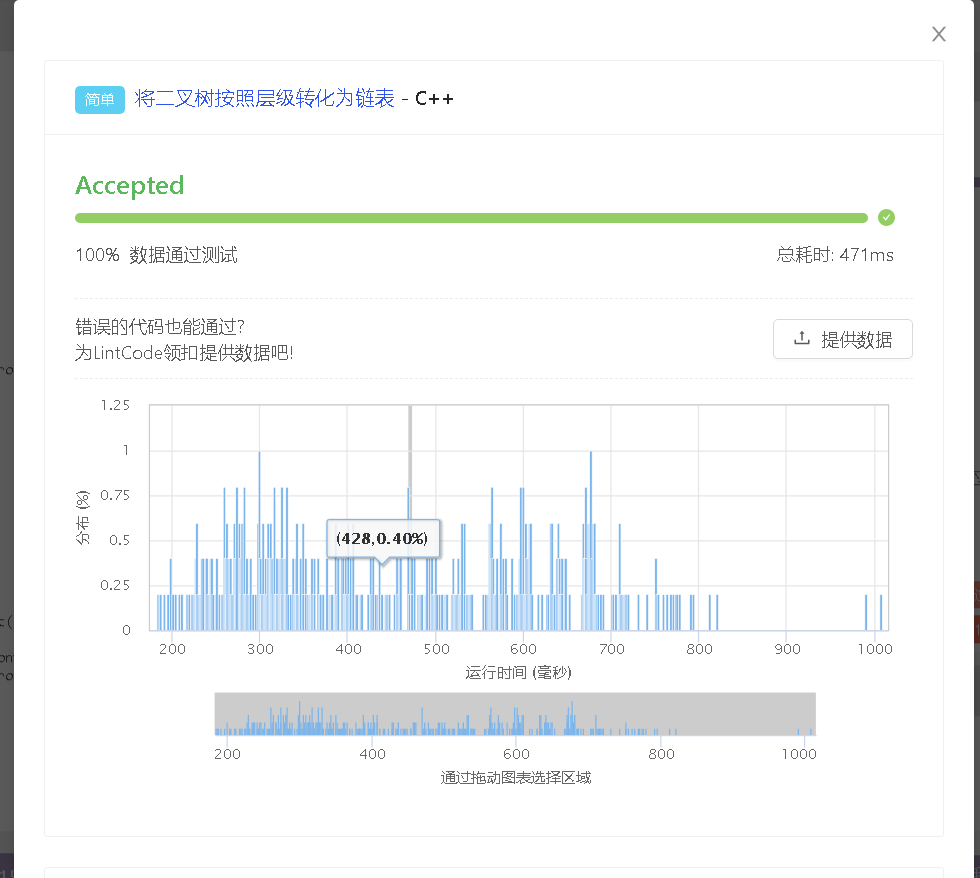 X
简单 将二叉树按照层级转化为链表 - C++
Accepted
100% 数据通过测试 总耗时: 471ms
错误的代码也能通过?
为LintCode领扣提供数据吧!
提供数据
1.25
1
0.75
0.5
0.25
0
分布 (%)
(428,0.40%)
200 300 400 500 600 700 800 900 1000
运行时间 (毫秒)
200 400 600 800 1000
通过拖动图表选择区域